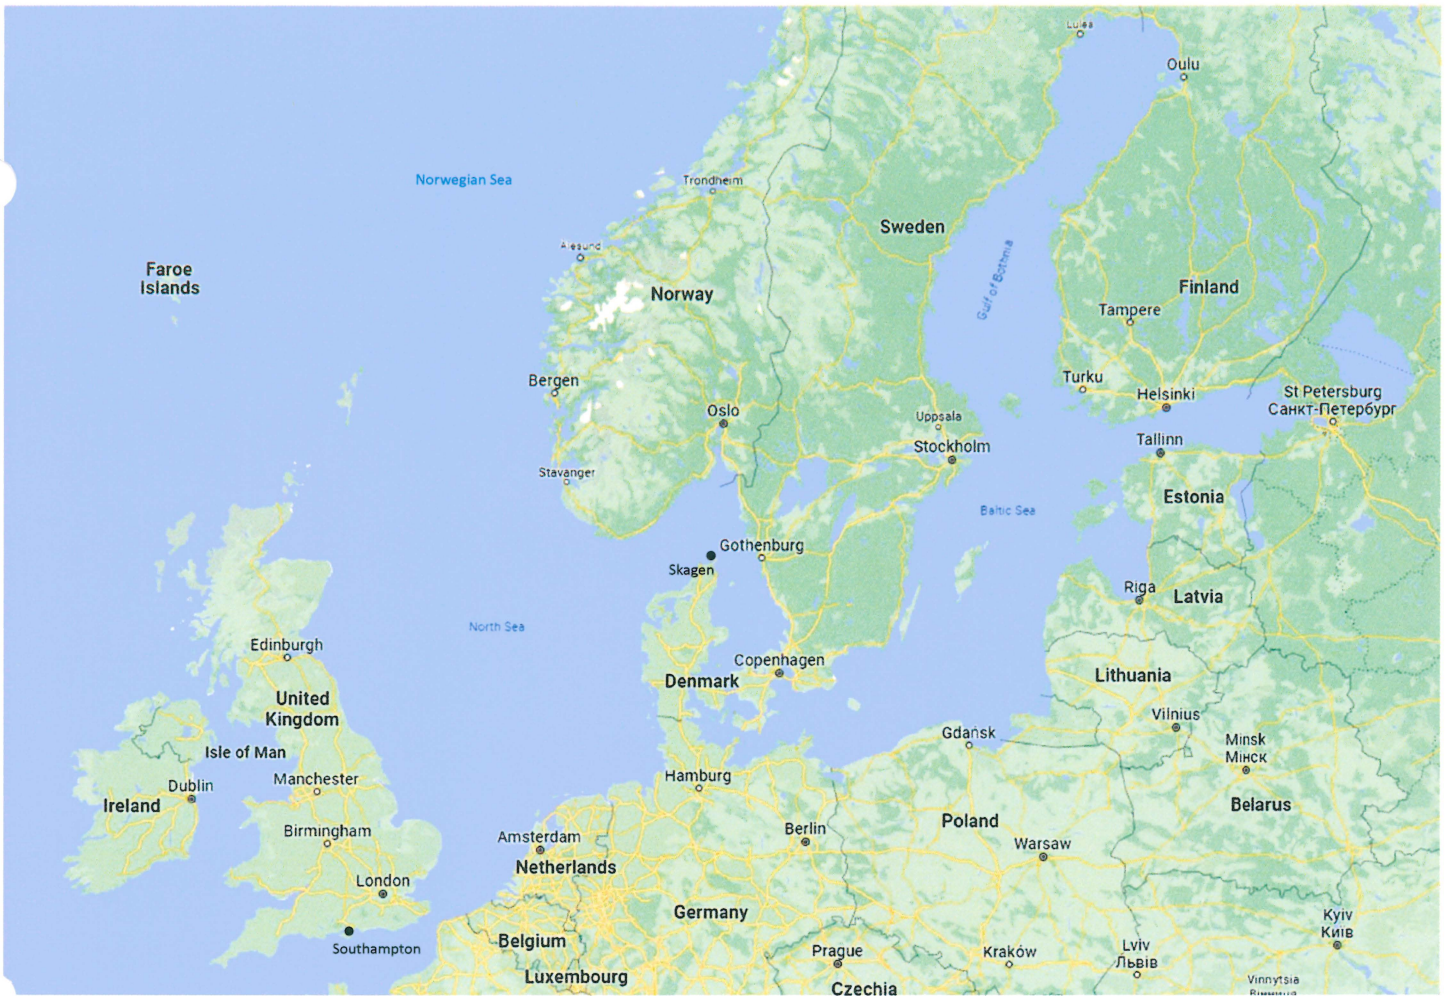 Luleå
Oulu
Norwegian Sea
Trondheim
Sweden
Alesund
Faroe
Islands
Norway
Gulf of Bothnia
Finland
Tampere
Bergen
Turku
Helsinki
St Petersburg
Санкт-Петербург
Oslo
Uppsala
Stockholm
Tallinn
Stavanger
Estonia
Baltic Sea
Gothenburg
Skagen
Riga
Latvia
North Sea
Edinburgh
Copenhagen
Denmark
Lithuania
United
Kingdom
Vilnius
Gdańsk
Minsk
Мінск
Isle of Man
Manchester
Dublin
Ireland
Hamburg
Belarus
Birmingham
Amsterdam
Netherlands
Berlin
Poland
Warsaw
London
Germany
Kyiv
Київ
Southampton
Belgium
Prague
Kraków
Lviv
Львів
Luxembourg
Czechia
Vinnytsia
Вінниця